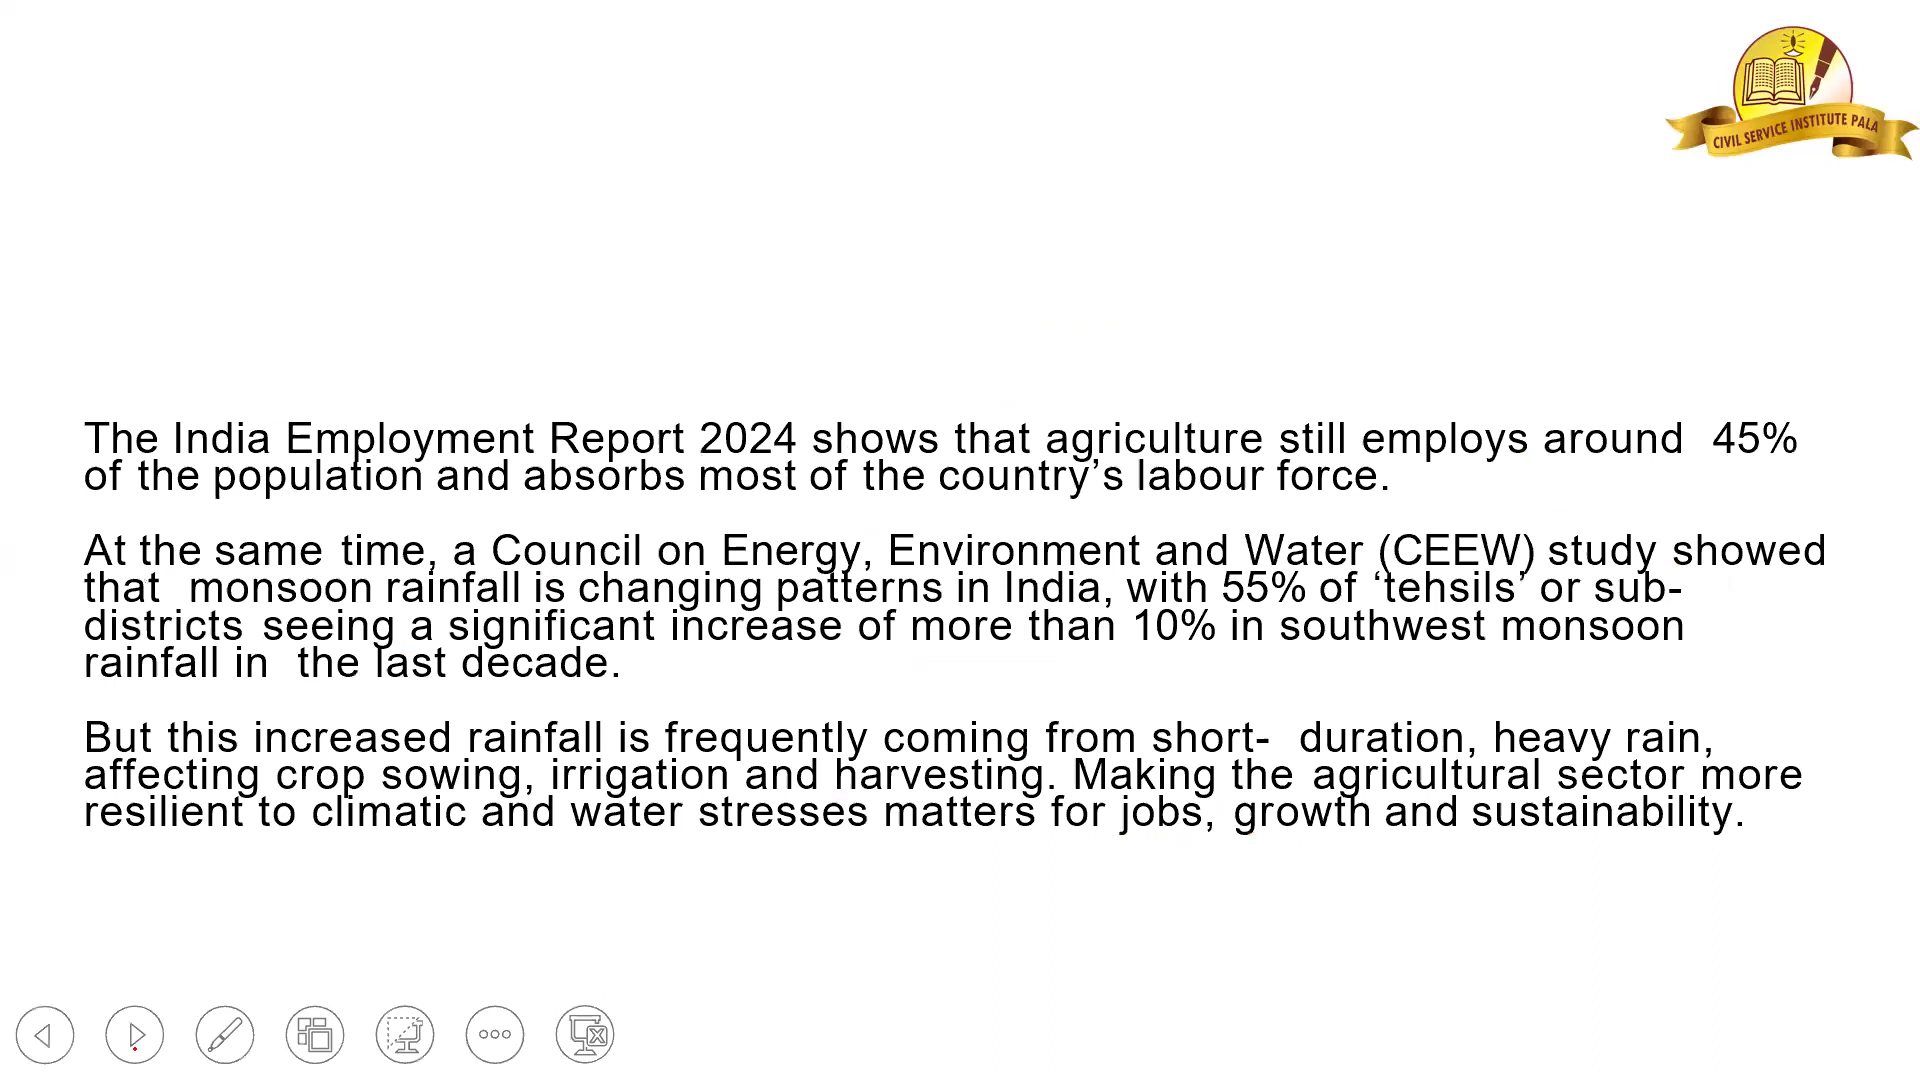 CIVIL SERVICE INSTITUTE PALA
The India Employment Report 2024 shows that agriculture still employs around  45%
of the population and absorbs most of the country’s labour force.
At the same time, a Council on Energy, Environment and Water (CEEW) study showed
that  monsoon rainfall is changing patterns in India, with 55% of ‘tehsils’ or sub-
districts seeing a significant increase of more than 10% in southwest monsoon
rainfall in  the last decade.
But this increased rainfall is frequently coming from short-  duration, heavy rain,
affecting crop sowing, irrigation and harvesting. Making the agricultural sector more
resilient to climatic and water stresses matters for jobs, growth and sustainability.